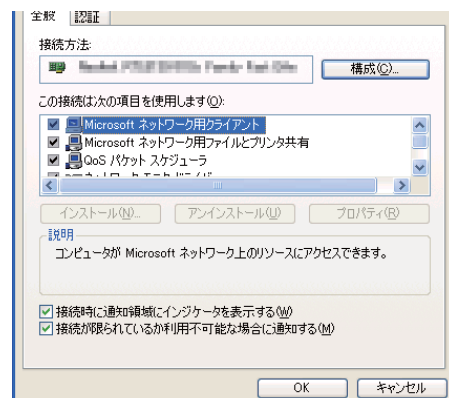 全般 認証
接続方法:
構成(C)...
この接続は次の項目を使用します(O):
Microsoft ネットワーク用クライアント
Microsoft ネットワーク用ファイルとプリンタ共有
QoS パケット スケジューラ
インストール(N)... アンインストール(U) プロパティ(R)
説明
コンピュータが Microsoft ネットワーク上のリソースにアクセスできます。
接続時に通知領域にインジケータを表示する(W)
接続が限られているか利用不可能な場合に通知する(M)
OK キャンセル